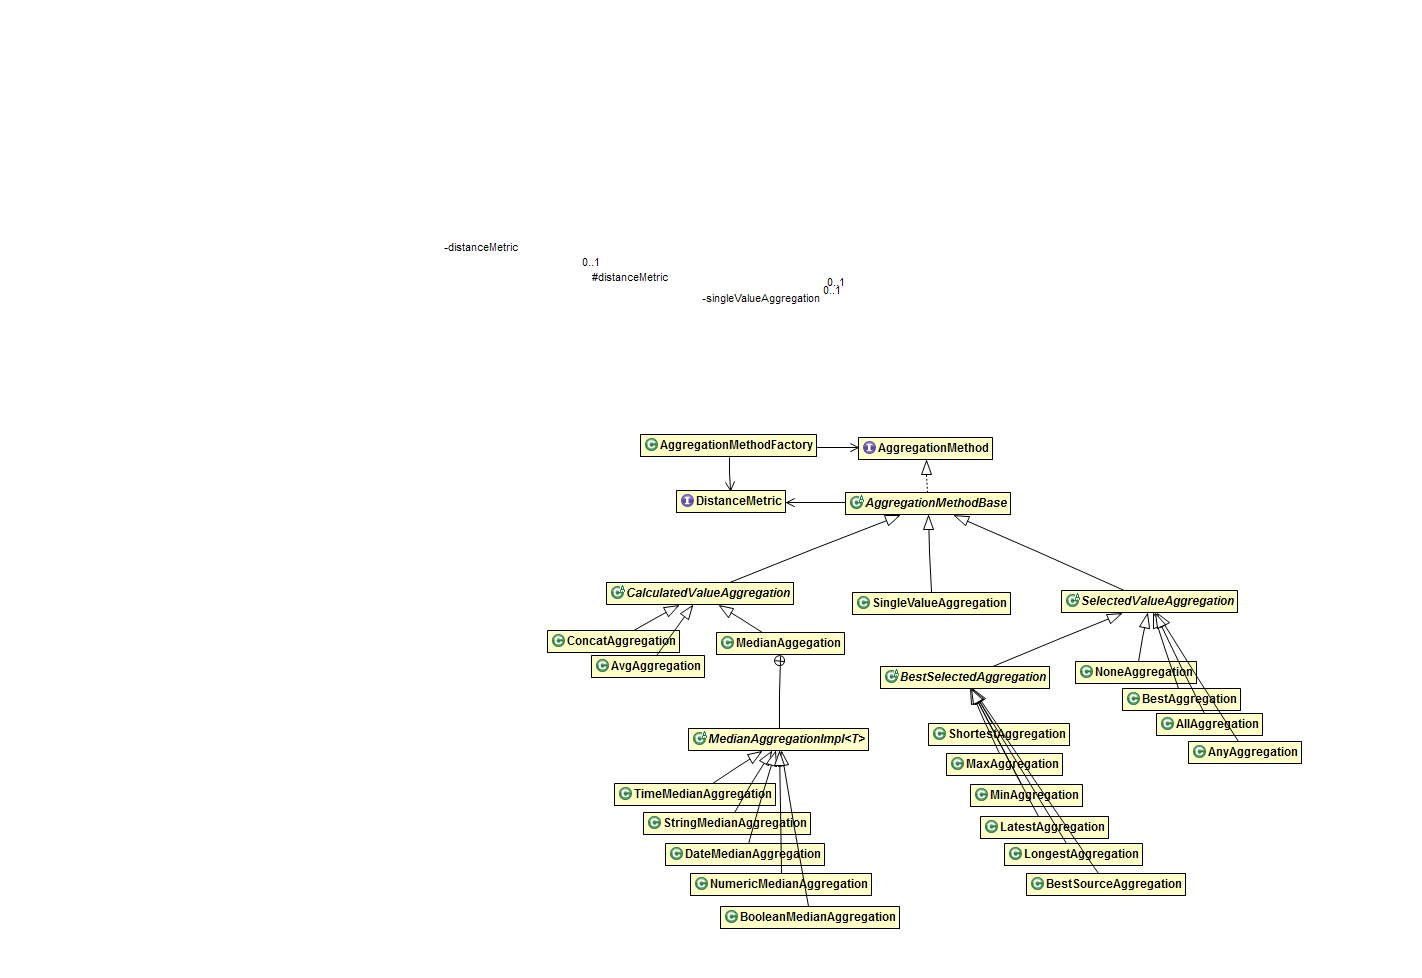 -distanceMetric
0..1
#distanceMetric
0..1
0..1
-singleValueAggregation
AggregationMethodFactory
AggregationMethod
DistanceMetric
AggregationMethodBase
CalculatedValueAggregation
SingleValueAggregation
SelectedValueAggregation
ConcatAggregation
MedianAggegation
AvgAggregation
BestSelectedAggregation
NoneAggregation
BestAggregation
AllAggregation
AnyAggregation
MedianAggregationImpl<T>
ShortestAggregation
MaxAggregation
MinAggregation
LatestAggregation
LongestAggregation
BestSourceAggregation
TimeMedianAggregation
StringMedianAggregation
DateMedianAggregation
NumericMedianAggregation
BooleanMedianAggregation